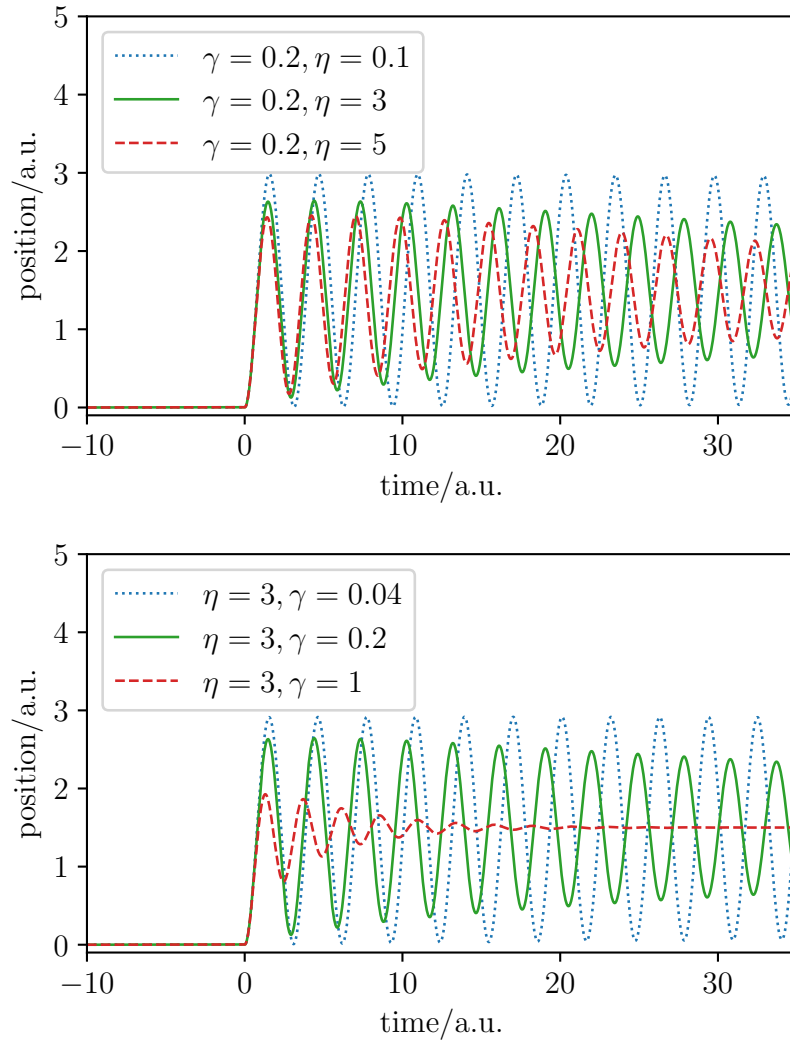 5
4
3
2
1
0
position/a.u.
γ = 0.2, η = 0.1
γ = 0.2, η = 3
γ = 0.2, η = 5
−10 0 10 20 30
time/a.u.
5
4
3
2
1
0
position/a.u.
η = 3, γ = 0.04
η = 3, γ = 0.2
η = 3, γ = 1
−10 0 10 20 30
time/a.u.